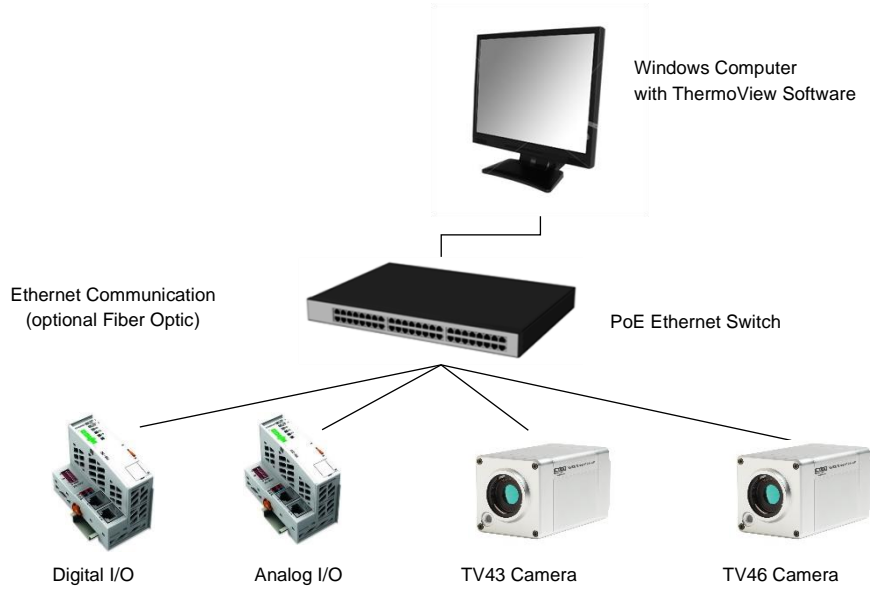 Windows Computer
with ThermoView Software
Ethernet Communication
(optional Fiber Optic)
PoE Ethernet Switch
Digital I/O
Analog I/O
TV43 Camera
TV46 Camera